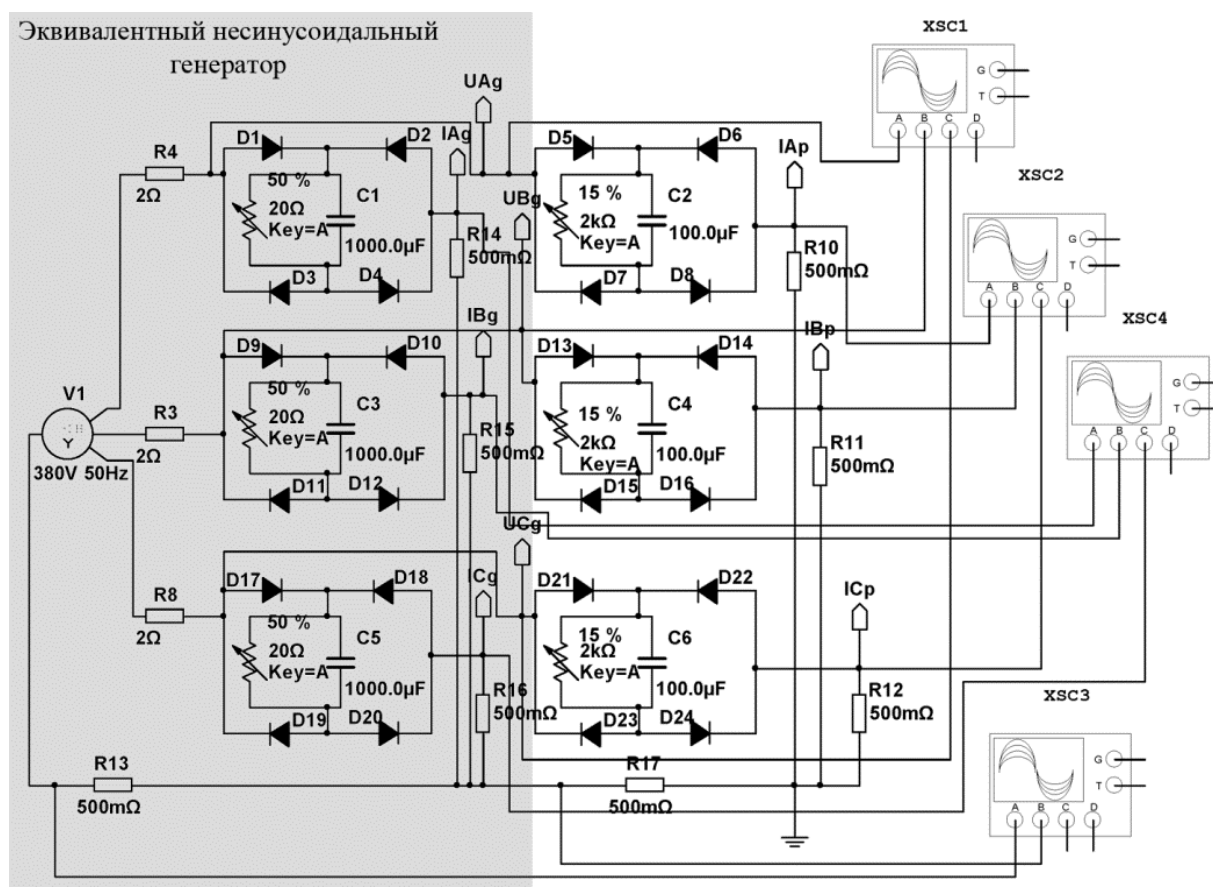 Эквивалентный несинусоидальный
генератор
XSC1
G
T
A B C D
UAg
IAg
D1
D2
D5
D6
IAp
R4
2Ω
50 %
20Ω
Key=A
C1
1000.0µF
R14
500mΩ
UBg
15 %
2kΩ
Key=A
C2
100.0µF
R10
500mΩ
XSC2
G
T
A B C D
D3
D4
D7
D8
IBg
IBp
XSC4
G
T
A B C D
D9
D10
D13
D14
V1
Y
380V 50Hz
R3
2Ω
50 %
20Ω
Key=A
C3
1000.0µF
R15
500mΩ
15 %
2kΩ
Key=A
C4
100.0µF
R11
500mΩ
D11
D12
D15
D16
UCg
ICg
ICp
D17
D18
D21
D22
R8
2Ω
50 %
20Ω
Key=A
C5
1000.0µF
R16
500mΩ
15 %
2kΩ
Key=A
C6
100.0µF
R12
500mΩ
XSC3
G
T
A B C D
D19
D20
D23
D24
R13
500mΩ
R17
500mΩ